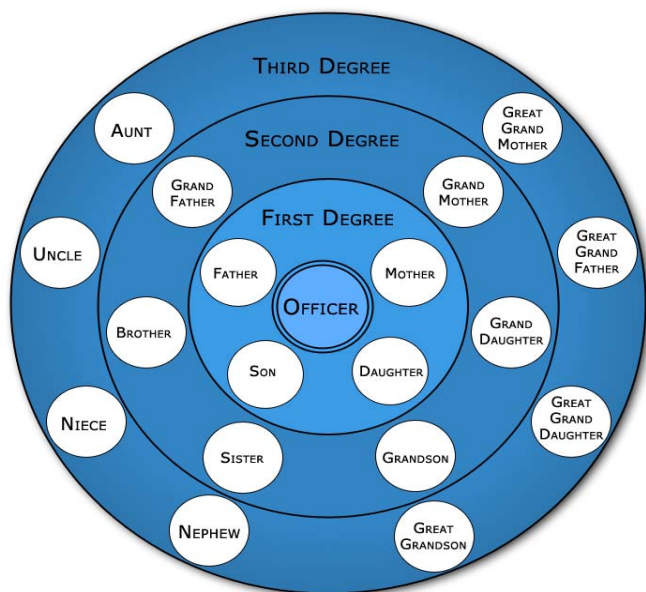 THIRD DEGREE
AUNT
GREAT
GRAND
MOTHER
SECOND DEGREE
GRAND
FATHER
GRAND
MOTHER
FIRST DEGREE
UNCLE
GREAT
GRAND
FATHER
FATHER
MOTHER
OFFICER
BROTHER
GRAND
DAUGHTER
SON
DAUGHTER
NIECE
GREAT
GRAND
DAUGHTER
SISTER
GRANDSON
NEPHEW
GREAT
GRANDSON